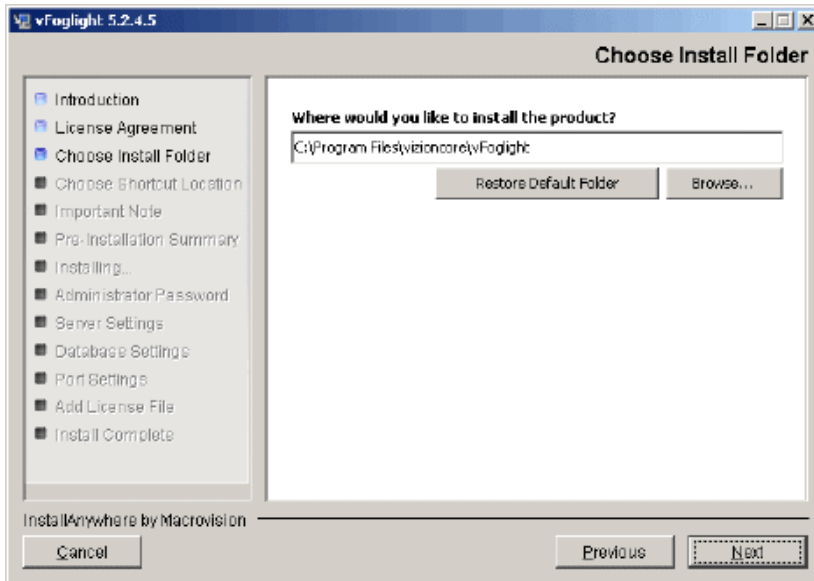 vFoglight 5.2.4.5
Choose Install Folder
Introduction
License Agreement
Choose Install Folder
Choose Shortcut Location
Important Note
Pre-Installation Summary
Installing...
Administrator Password
Server Settings
Database Settings
Port Settings
Add License File
Install Complete
Where would you like to install the product?
C:\Program Files\vizioncore\vFoglight
Restore Default Folder
Browse...
InstallAnywhere by Macrovision
Cancel
Previous
Next